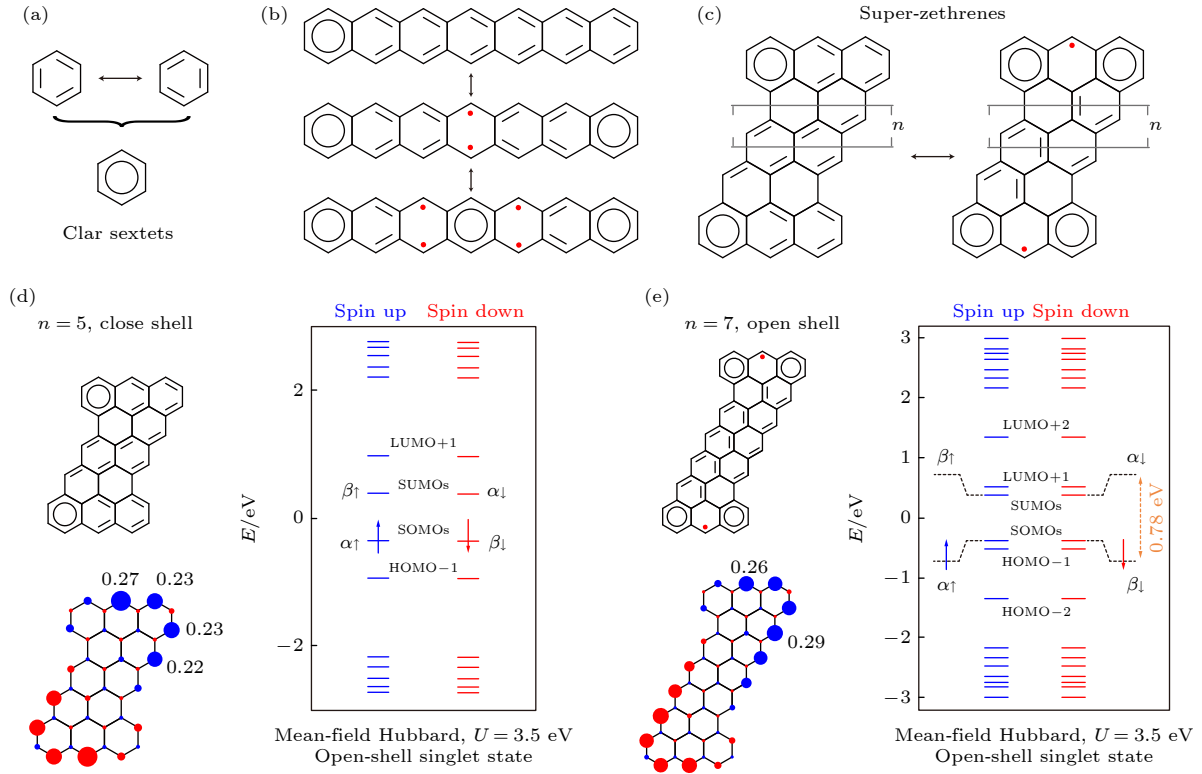 (a)
Clar sextets
(b)
(c)
Super-zethrenes
n
n
(d)
n = 5, close shell
0.27
0.23
0.23
0.22
Spin up
Spin down
E/eV
2
0
−2
LUMO+1
β↑
SUMOs
α↓
SOMOs
α↑
β↓
HOMO−1
Mean-field Hubbard, U = 3.5 eV
Open-shell singlet state
(e)
n = 7, open shell
0.26
0.29
Spin up
Spin down
E/eV
3
2
1
0
−1
−2
−3
LUMO+2
β↑
α↓
LUMO+1
SUMOs
SOMOs
HOMO−1
α↑
β↓
HOMO−2
0.78 eV
Mean-field Hubbard, U = 3.5 eV
Open-shell singlet state